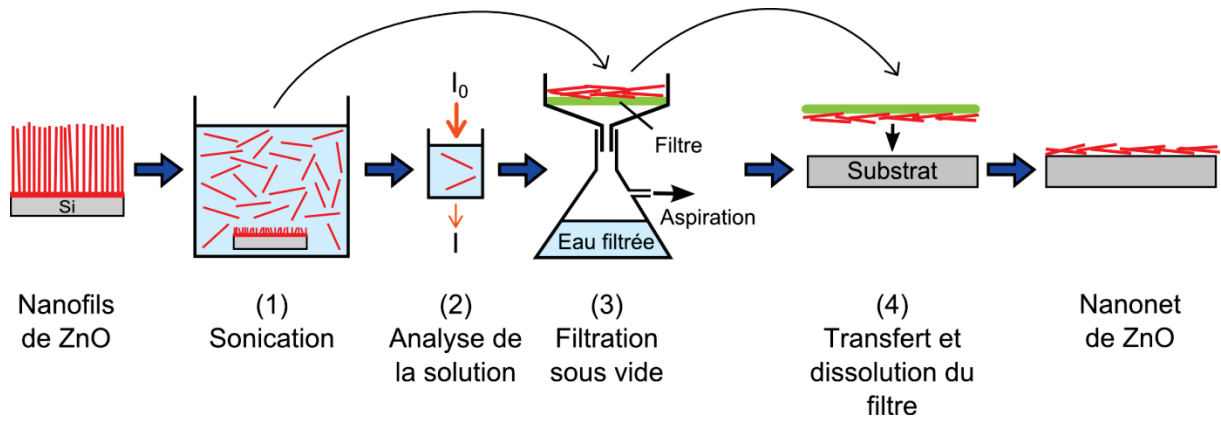 I0
Filtre
Si
Substrat
Aspiration
I
Eau filtrée
Nanofils
de ZnO
(1)
Sonication
(2)
Analyse de
la solution
(3)
Filtration
sous vide
(4)
Transfert et
dissolution du
filtre
Nanonet
de ZnO